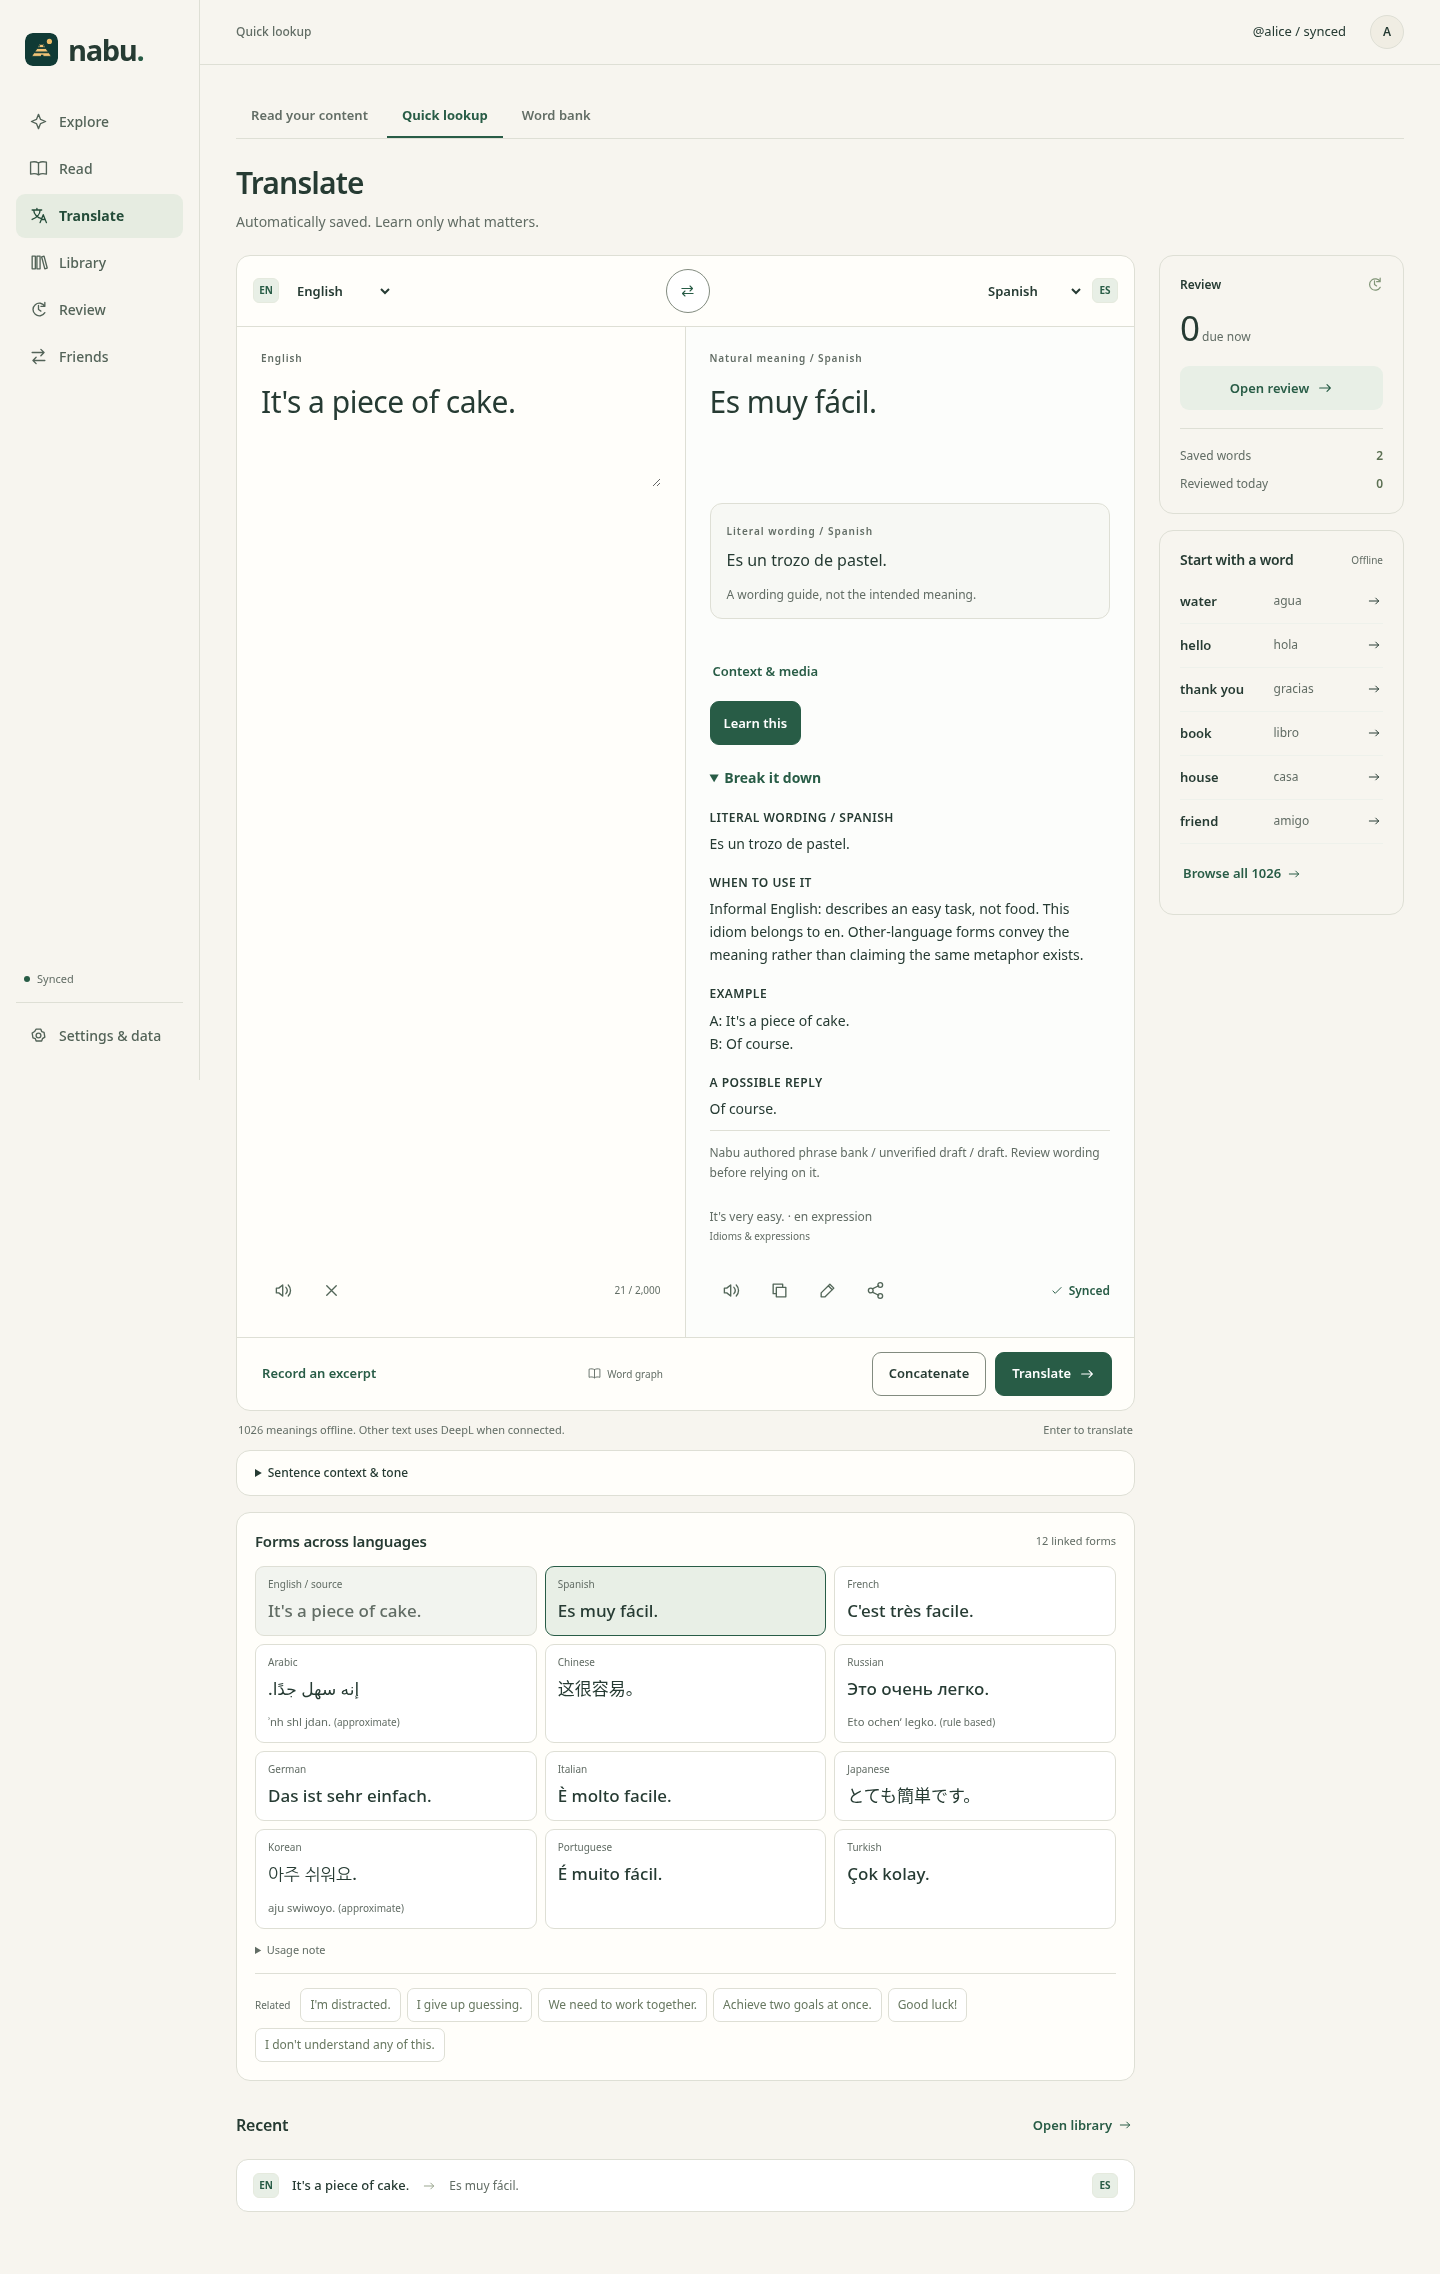 nabu.
Explore
Read
Translate
Library
Review
Friends
Synced
Settings & data
Quick lookup
@alice / synced
A
Read your content
Quick lookup
Word bank
Translate
Automatically saved. Learn only what matters.
EN
English
Spanish
ES
English
It's a piece of cake.
21 / 2,000
Natural meaning / Spanish
Es muy fácil.
Literal wording / Spanish
Es un trozo de pastel.
A wording guide, not the intended meaning.
Context & media
Learn this
Break it down
LITERAL WORDING / SPANISH
Es un trozo de pastel.
WHEN TO USE IT
Informal English: describes an easy task, not food. This
idiom belongs to en. Other-language forms convey the
meaning rather than claiming the same metaphor exists.
EXAMPLE
A: It's a piece of cake.
B: Of course.
A POSSIBLE REPLY
Of course.
Nabu authored phrase bank / unverified draft / draft. Review wording
before relying on it.
It's very easy. · en expression
Idioms & expressions
Synced
Record an excerpt
Word graph
Concatenate
Translate
1026 meanings offline. Other text uses DeepL when connected.
Enter to translate
Sentence context & tone
Forms across languages
12 linked forms
English / source
It's a piece of cake.
Spanish
Es muy fácil.
French
C'est très facile.
Arabic
إنه سهل جدًا.
ʾnh shl jdan. (approximate)
Chinese
这很容易。
Russian
Это очень легко.
Eto ochenʹ legko. (rule based)
German
Das ist sehr einfach.
Italian
È molto facile.
Japanese
とても簡単です。
Korean
아주 쉬워요.
aju swiwoyo. (approximate)
Portuguese
É muito fácil.
Turkish
Çok kolay.
Usage note
Related
I'm distracted.
I give up guessing.
We need to work together.
Achieve two goals at once.
Good luck!
I don't understand any of this.
Recent
Open library
EN
It's a piece of cake.
Es muy fácil.
ES
Review
0 due now
Open review
Saved words 2
Reviewed today 0
Start with a word
Offline
water agua
hello hola
thank you gracias
book libro
house casa
friend amigo
Browse all 1026